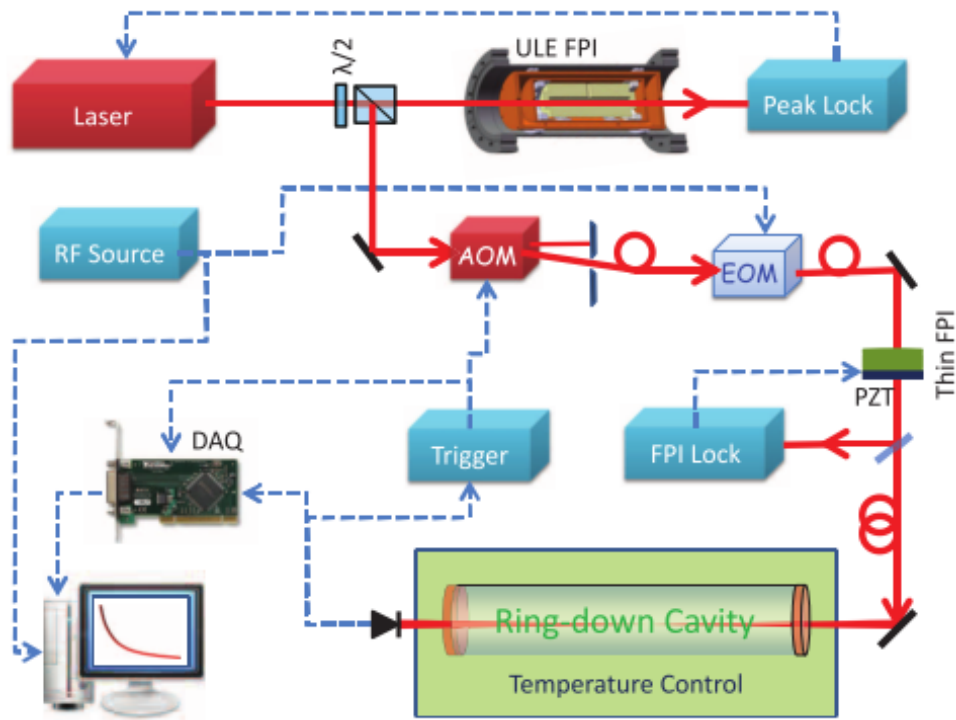 ULE FPI
λ/2
Laser
Peak Lock
RF Source
AOM
EOM
Thin FPI
PZT
DAQ
Trigger
FPI Lock
Ring-down Cavity
Temperature Control